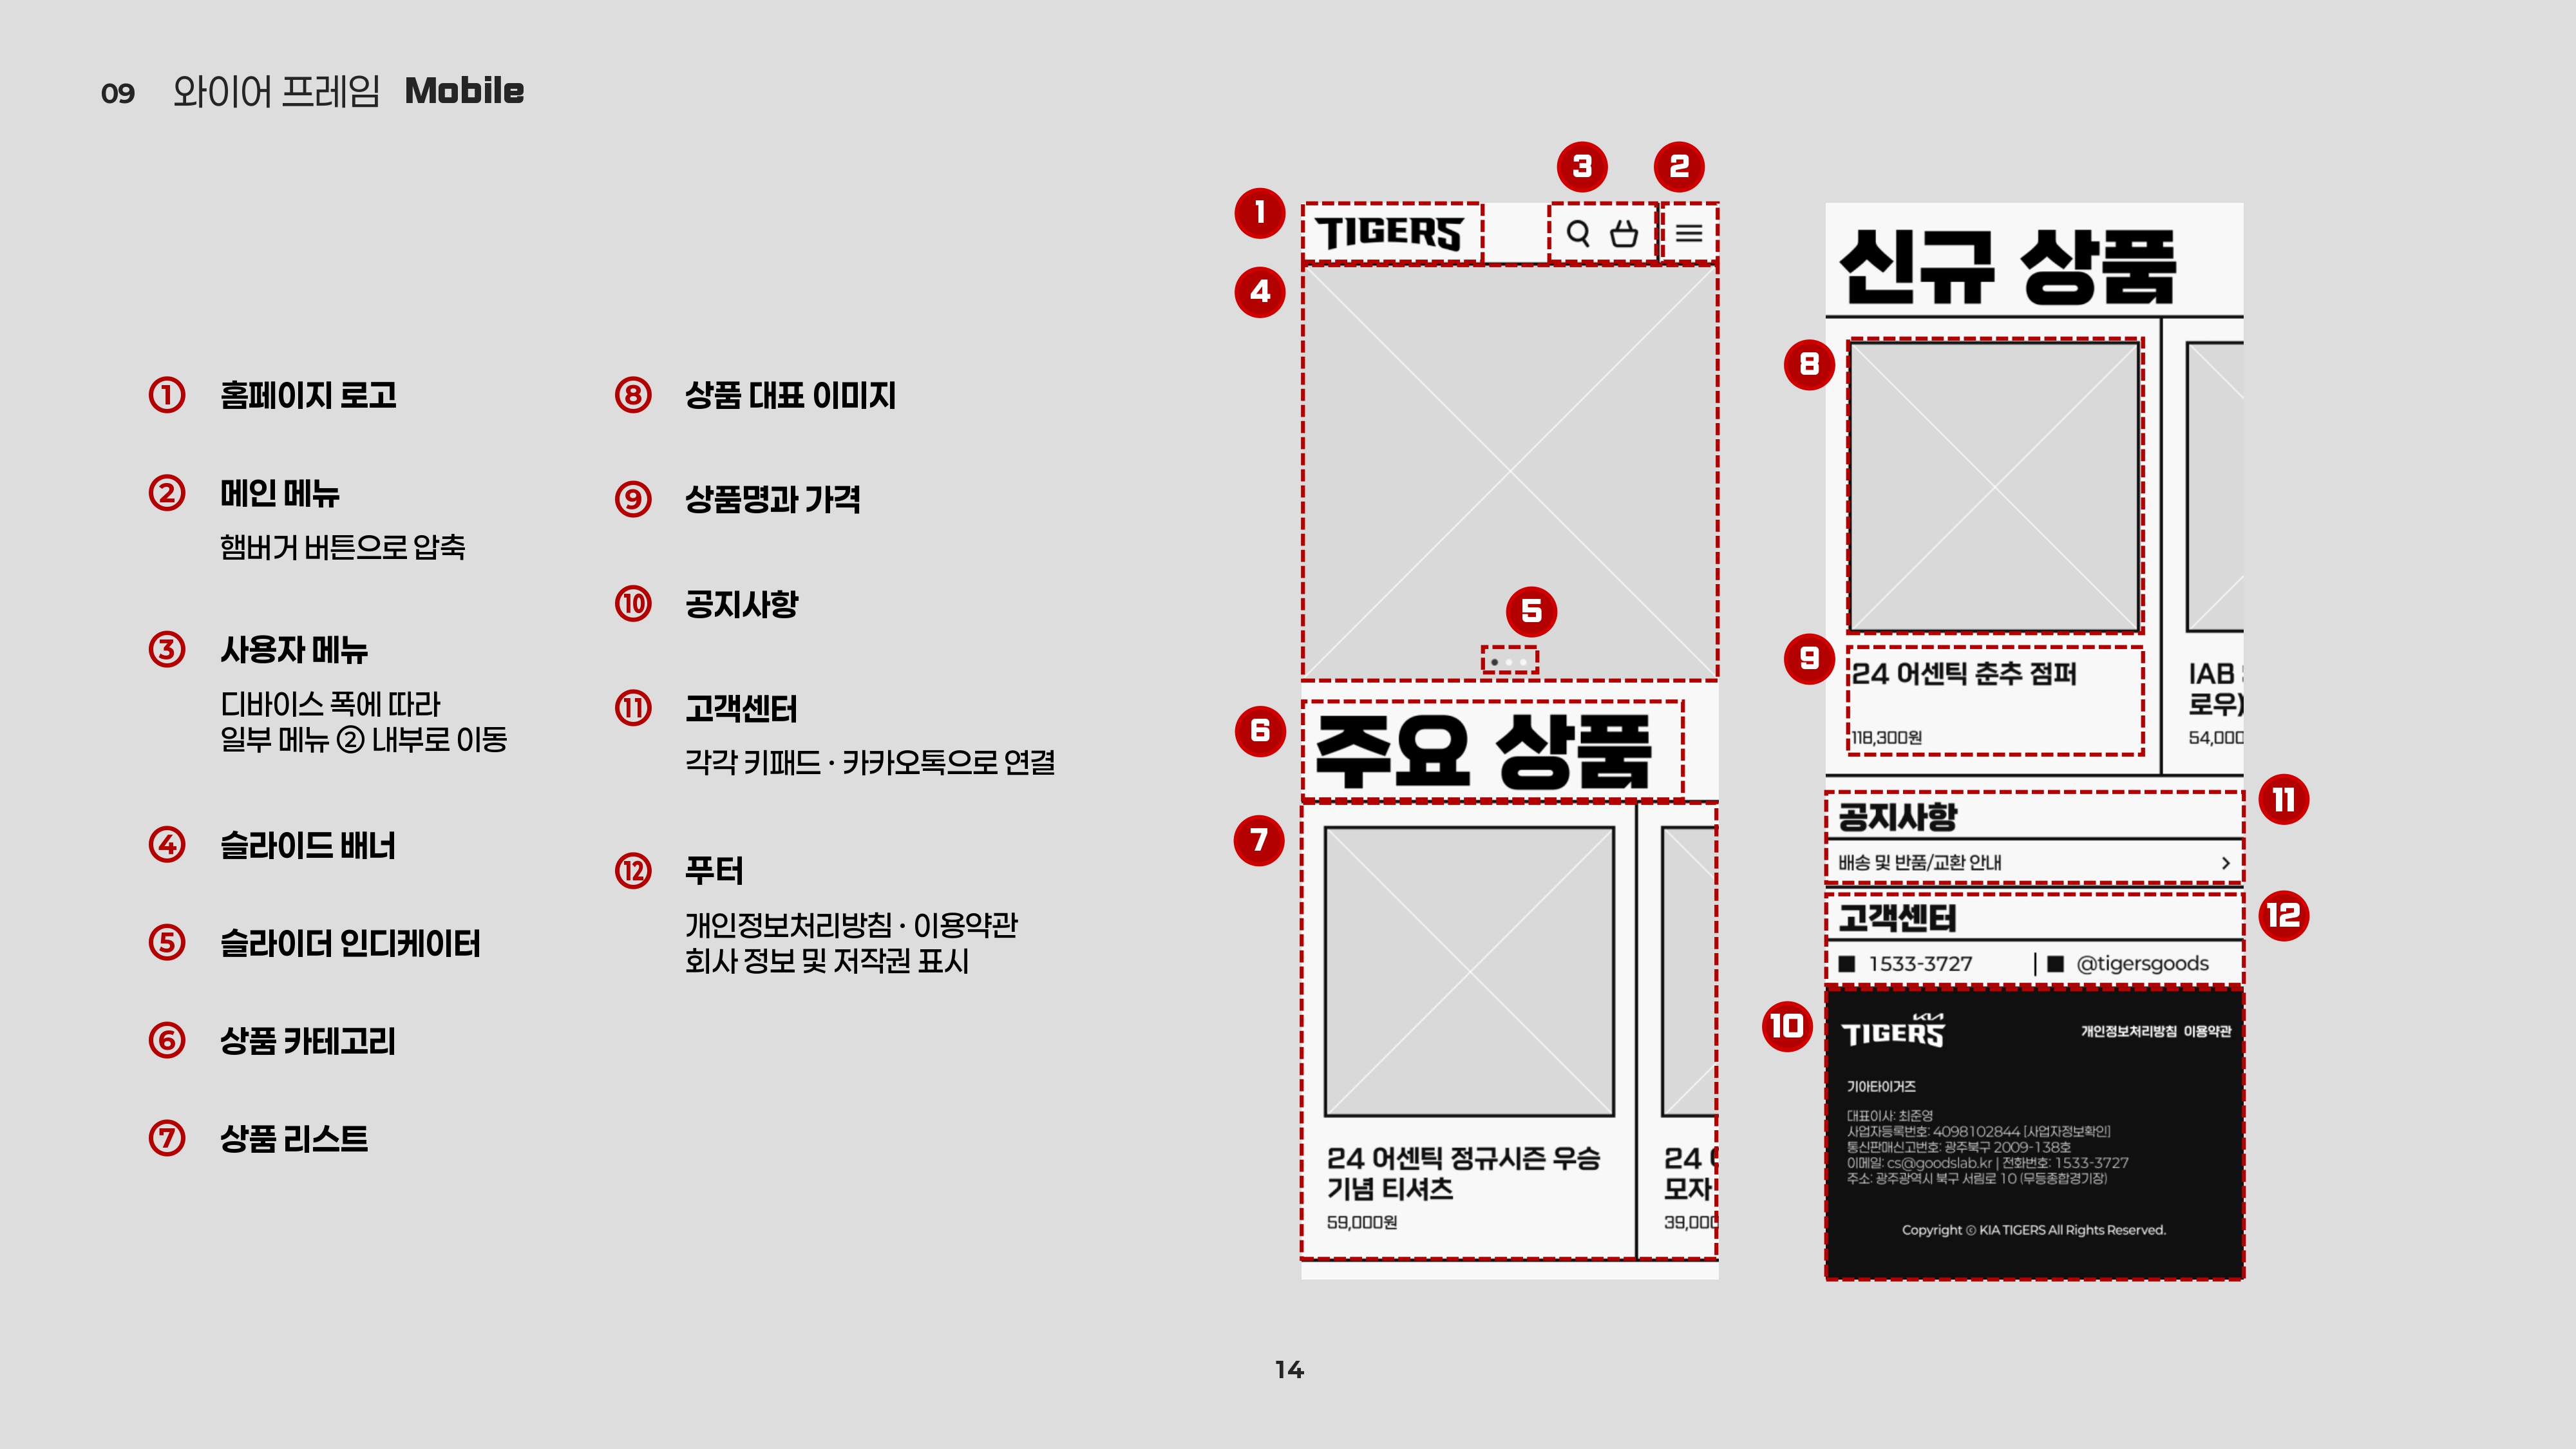 09 와이어 프레임 Mobile
① 홈페이지 로고
② 메인 메뉴
햄버거 버튼으로 압축
③ 사용자 메뉴
디바이스 폭에 따라
일부 메뉴 ② 내부로 이동
④ 슬라이드 배너
⑤ 슬라이더 인디케이터
⑥ 상품 카테고리
⑦ 상품 리스트
⑧ 상품 대표 이미지
⑨ 상품명과 가격
⑩ 공지사항
⑪ 고객센터
각각 키패드 · 카카오톡으로 연결
⑫ 푸터
개인정보처리방침 · 이용약관
회사 정보 및 저작권 표시
3
2
1
TIGERS
4
5
6
주요 상품
7
24 어센틱 정규시즌 우승
기념 티셔츠
59,000원
24
모자
39,000
신규 상품
8
9
24 어센틱 춘추 점퍼
118,300원
IAB
로우)
54,000
11
공지사항
배송 및 반품/교환 안내
12
고객센터
1533-3727
@tigersgoods
10
KIA
TIGERS
개인정보처리방침 이용약관
기아타이거즈
대표이사: 최준영
사업자등록번호: 4098102844 [사업자정보확인]
통신판매신고번호: 광주북구 2009-138호
이메일: cs@goodslab.kr | 전화번호: 1533-3727
주소: 광주광역시 북구 서림로 10 (무등종합경기장)
Copyright © KIA TIGERS All Rights Reserved.
14